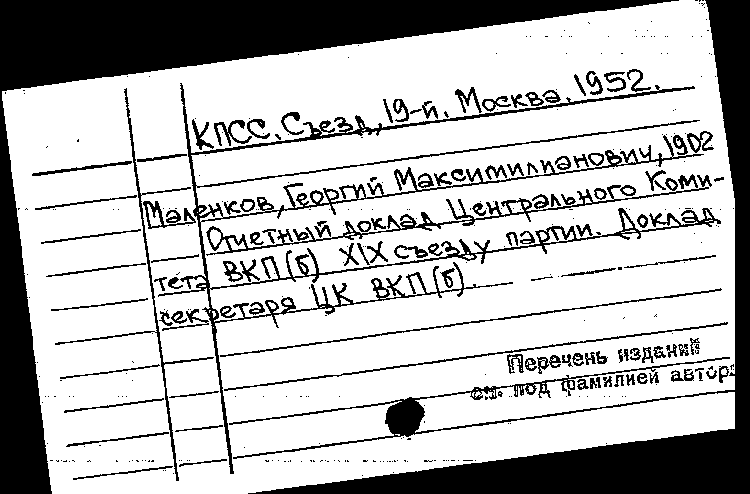 КПСС. Съезд, 19-й. Москва. 1952.
Маленков, Георгий Максимилианович, 1902
Отчетный доклад Центрального Коми-
тета ВКП(б) XIX съезду партии. Доклад
секретаря ЦК ВКП(б).
Перечень изданий
см. под фамилией автора